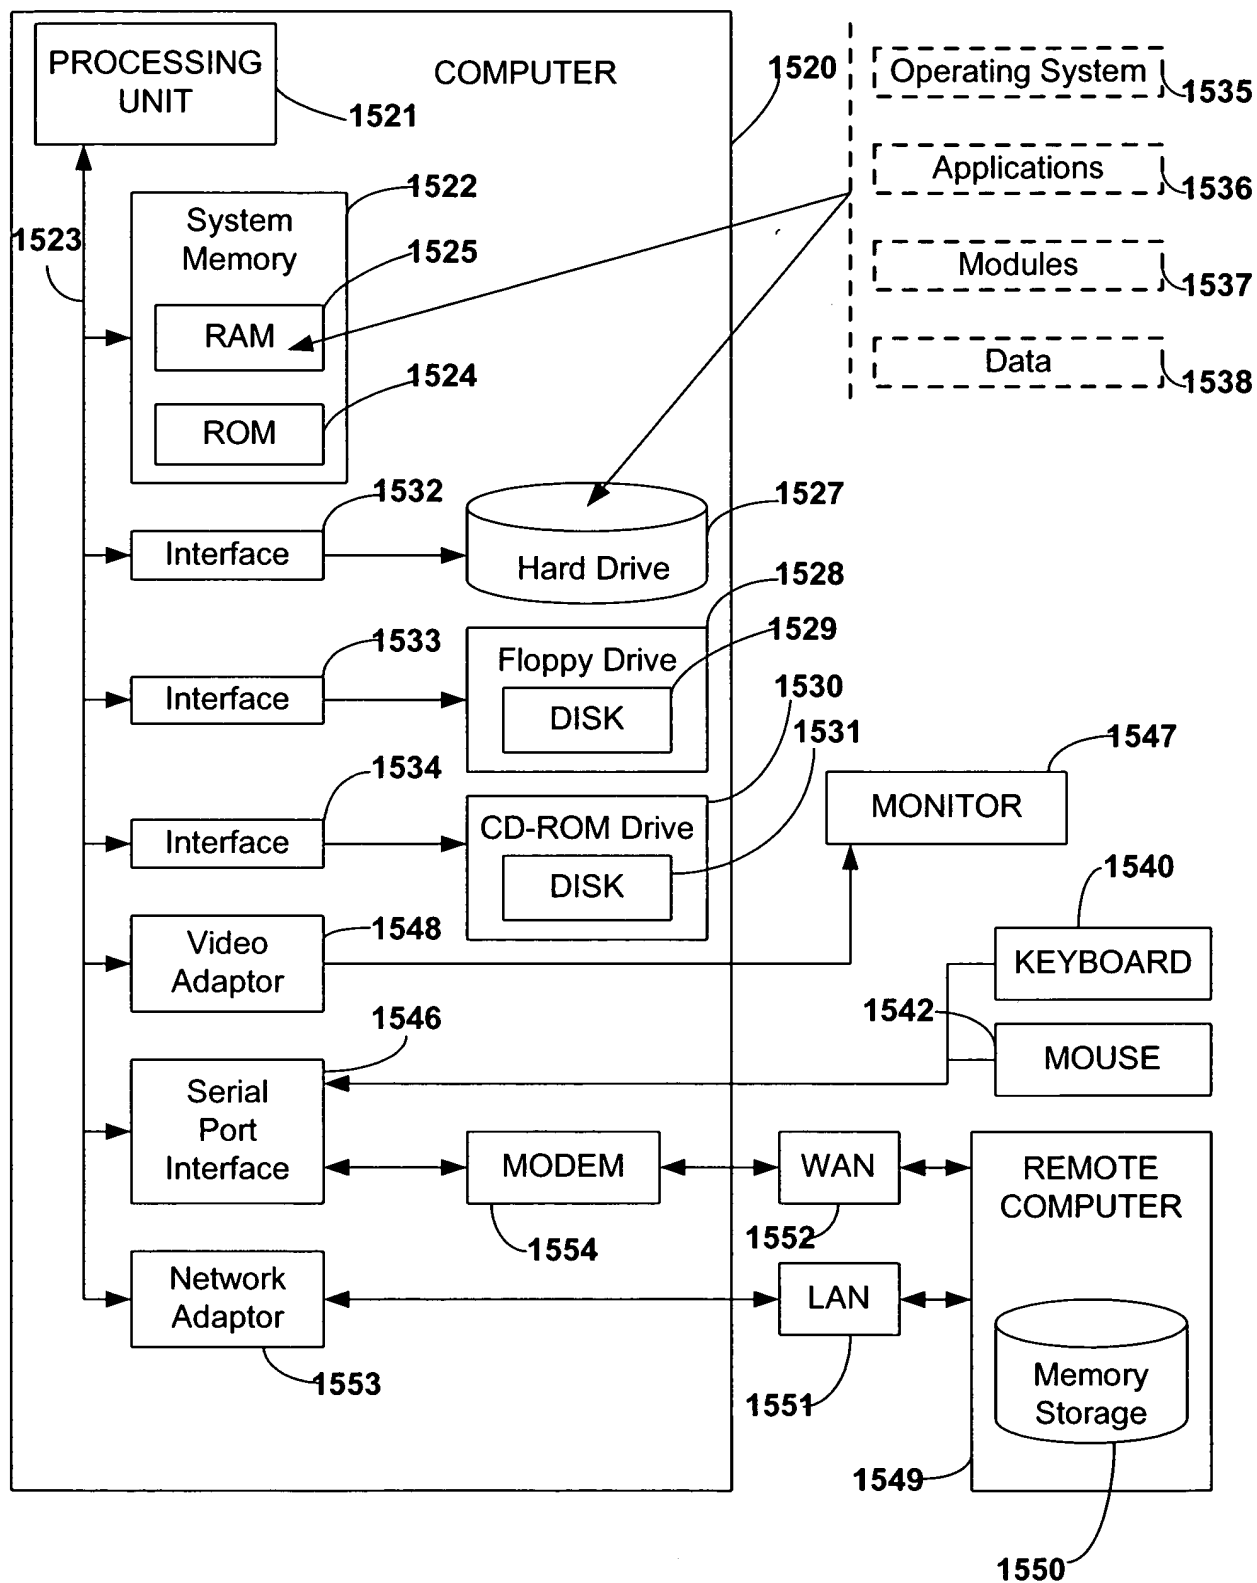 PROCESSING
UNIT
COMPUTER
1520
1521
Operating System
1535
Applications
1536
Modules
1537
Data
1538
1522
System
Memory
1523
1525
RAM
1524
ROM
1532
Interface
1527
Hard Drive
1528
1533
Interface
1529
Floppy Drive
DISK
1530
1531
1534
Interface
CD-ROM Drive
DISK
1547
MONITOR
1540
KEYBOARD
1548
Video
Adaptor
1542
MOUSE
1546
Serial
Port
Interface
MODEM
1554
WAN
1552
REMOTE
COMPUTER
Network
Adaptor
1553
LAN
1551
Memory
Storage
1549
1550